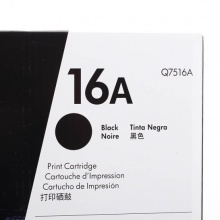 Q7516A
16A
Black Tinta Negra
Noire 黑色
Print Cartridge
Cartouche d'Impression
Cartucho de Impresión
打印硒鼓